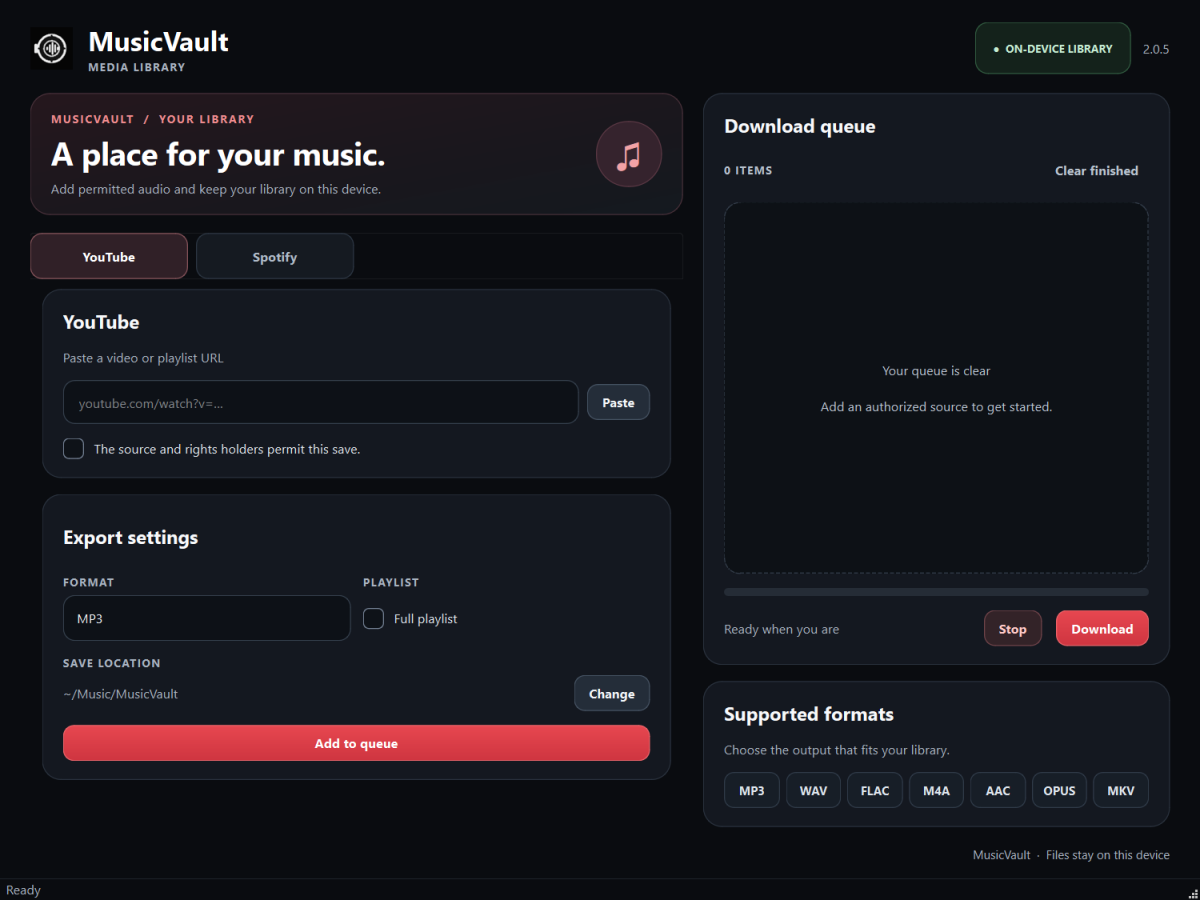 MusicVault
MEDIA LIBRARY
● ON-DEVICE LIBRARY
2.0.5
MUSICVAULT / YOUR LIBRARY
A place for your music.
Add permitted audio and keep your library on this device.
YouTube
Spotify
YouTube
Paste a video or playlist URL
youtube.com/watch?v=...
Paste
The source and rights holders permit this save.
Export settings
FORMAT
PLAYLIST
MP3
Full playlist
SAVE LOCATION
~/Music/MusicVault
Change
Add to queue
Download queue
0 ITEMS
Clear finished
Your queue is clear
Add an authorized source to get started.
Ready when you are
Stop
Download
Supported formats
Choose the output that fits your library.
MP3
WAV
FLAC
M4A
AAC
OPUS
MKV
MusicVault · Files stay on this device
Ready